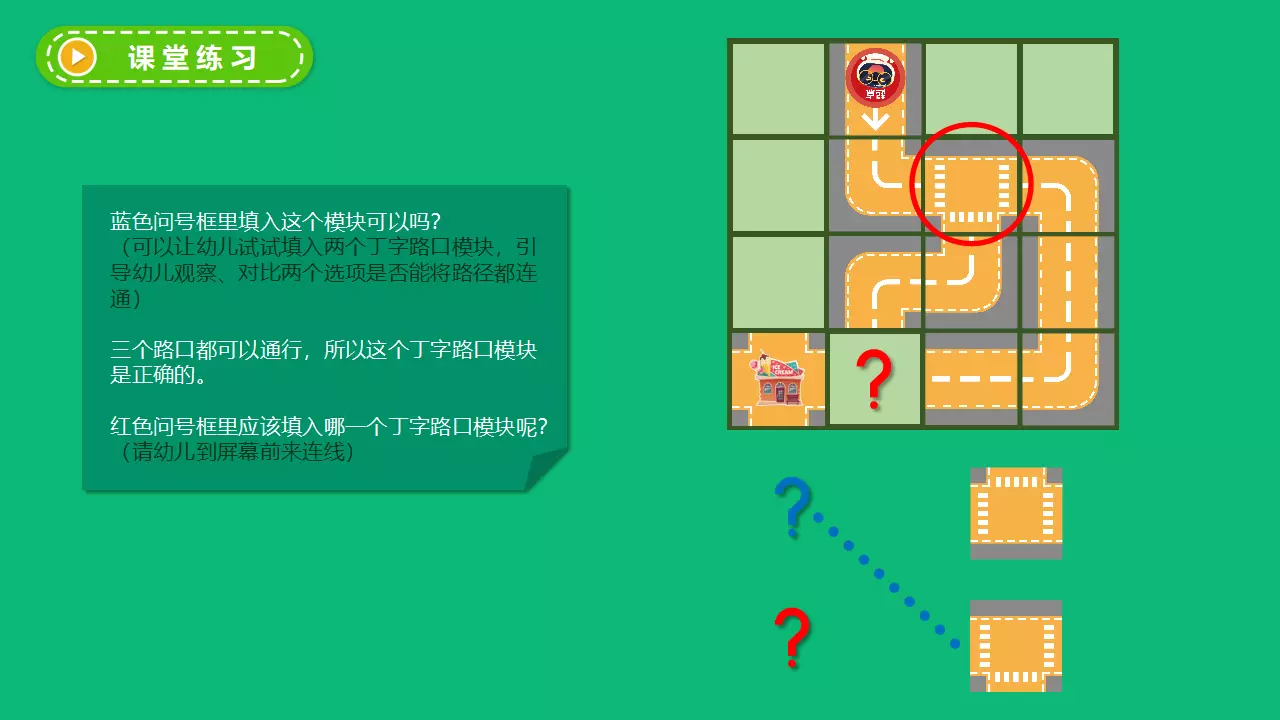 课堂练习
起点
蓝色问号框里填入这个模块可以吗？
（可以让幼儿试试填入两个丁字路口模块，引
导幼儿观察、对比两个选项是否能将路径都连
通）
三个路口都可以通行，所以这个丁字路口模块
是正确的。
红色问号框里应该填入哪一个丁字路口模块呢？
（请幼儿到屏幕前来连线）
ICE CREAM
?
?
?